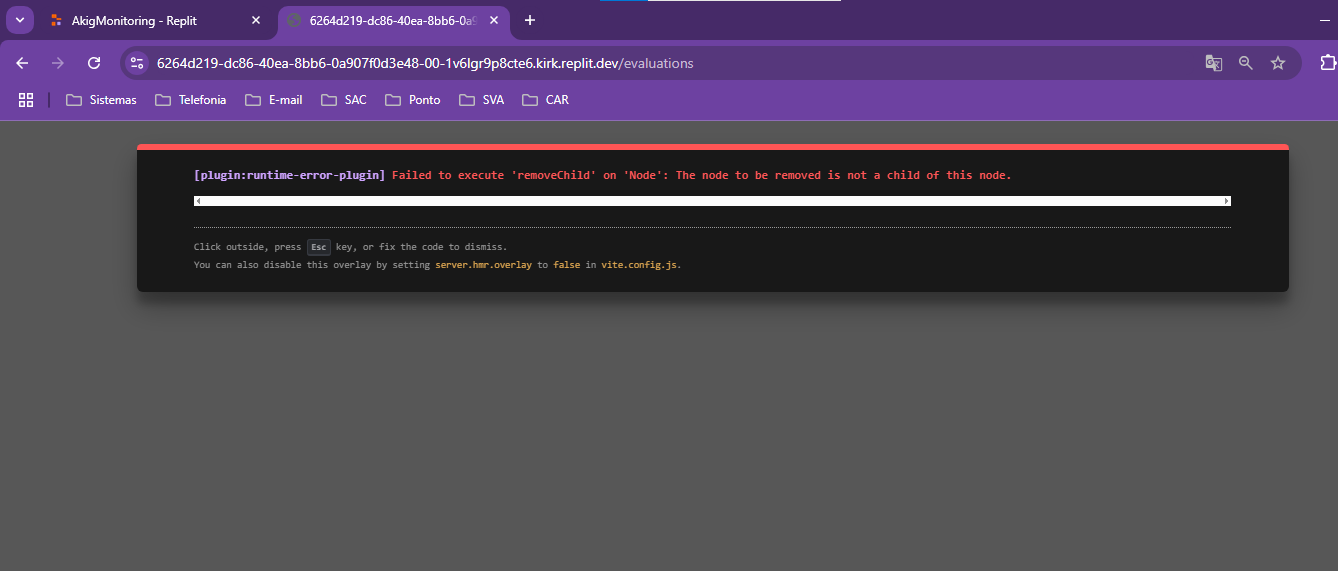 AkigMonitoring - Replit
6264d219-dc86-40ea-8bb6-0a9
6264d219-dc86-40ea-8bb6-0a907f0d3e48-00-1v6lgr9p8cte6.kirk.replit.dev/evaluations
Sistemas Telefonia E-mail SAC Ponto SVA CAR
[plugin:runtime-error-plugin] Failed to execute 'removeChild' on 'Node': The node to be removed is not a child of this node.
Click outside, press Esc key, or fix the code to dismiss.
You can also disable this overlay by setting server.hmr.overlay to false in vite.config.js.